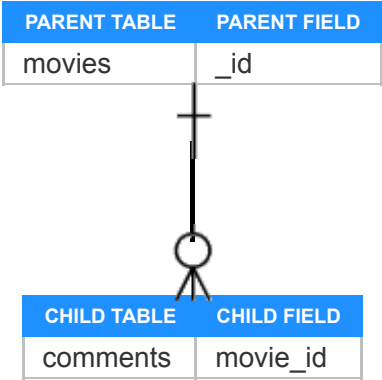 PARENT TABLE PARENT FIELD
movies _id
CHILD TABLE CHILD FIELD
comments movie_id